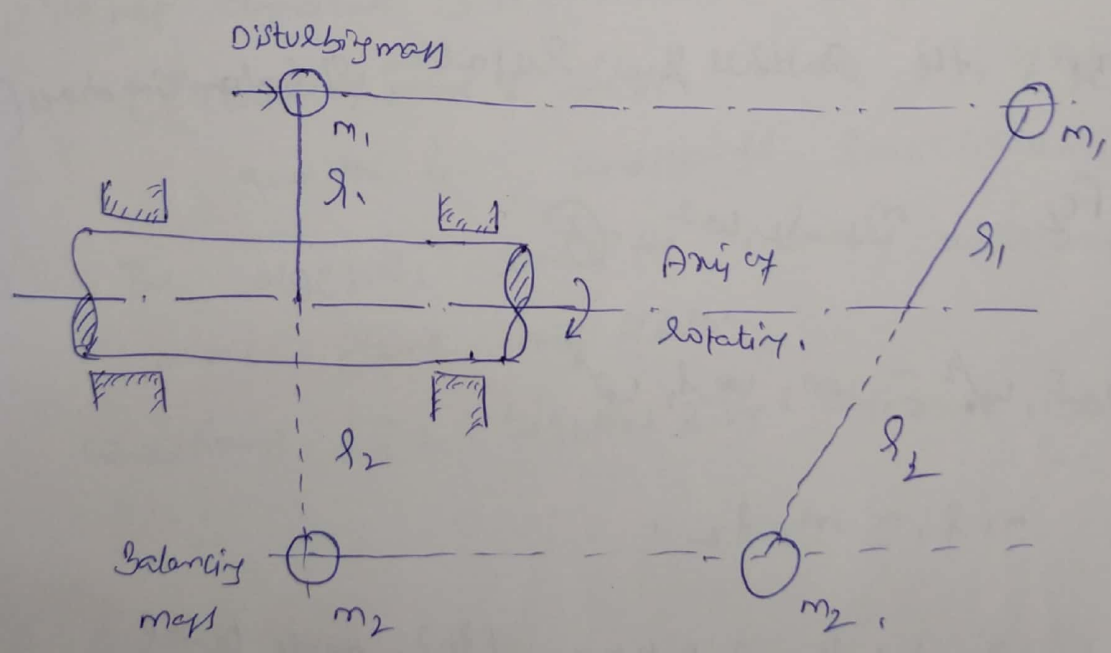 Disturbing mass
m₁
m₁
r₁
r₁
Axis of
rotation.
r₂
r₂
Balancing
mass
m₂
m₂.